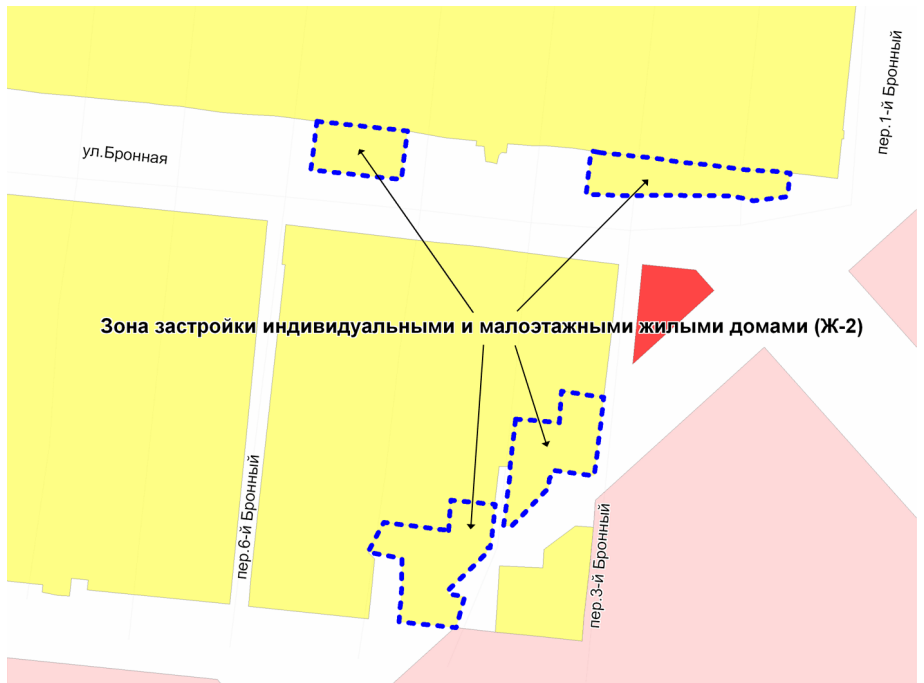 пер.1-й Бронный
ул.Бронная
Зона застройки индивидуальными и малоэтажными жилыми домами (Ж-2)
пер.6-й Бронный
пер.3-й Бронный